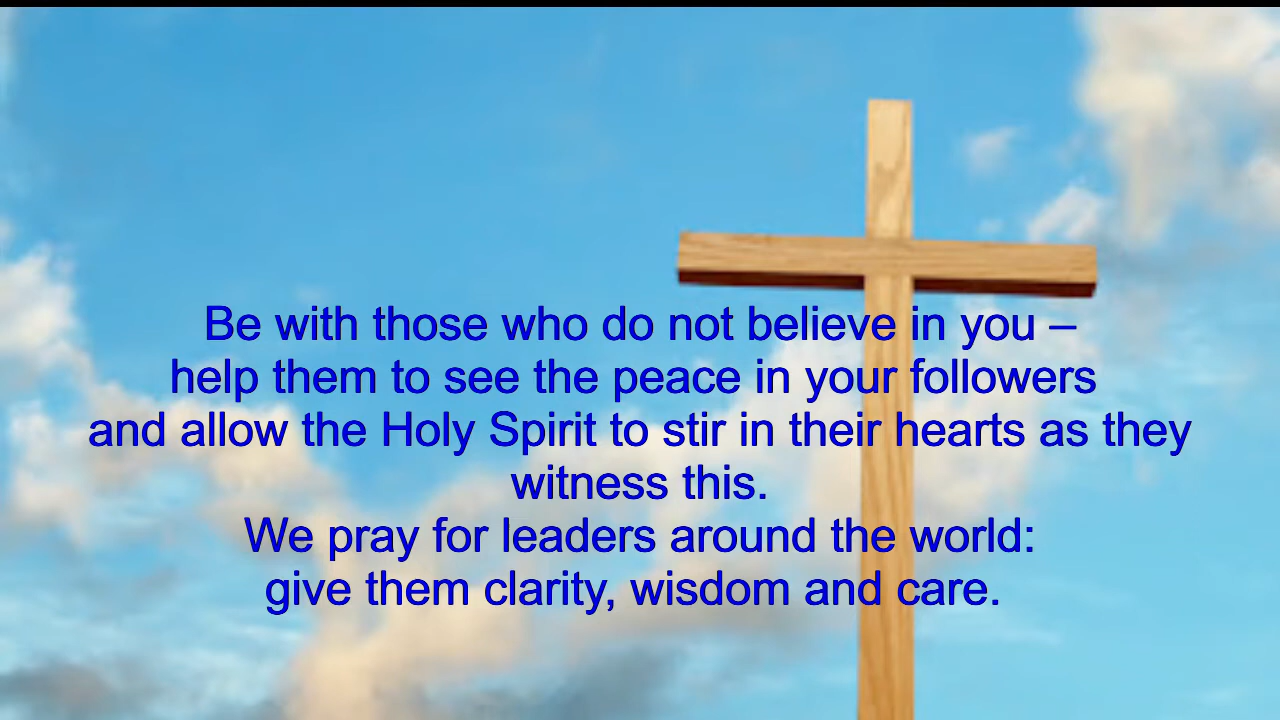 Be with those who do not believe in you –
help them to see the peace in your followers
and allow the Holy Spirit to stir in their hearts as they
witness this.
We pray for leaders around the world:
give them clarity, wisdom and care.